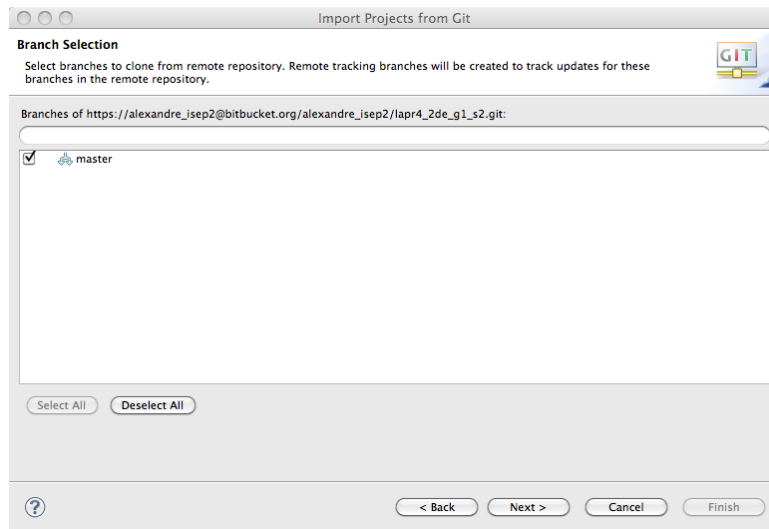 Import Projects from Git
Branch Selection
Select branches to clone from remote repository. Remote tracking branches will be created to track updates for these
branches in the remote repository.
GIT
Branches of https://alexandre_isep2@bitbucket.org/alexandre_isep2/lapr4_2de_g1_s2.git:
master
Select All Deselect All
? < Back Next > Cancel Finish